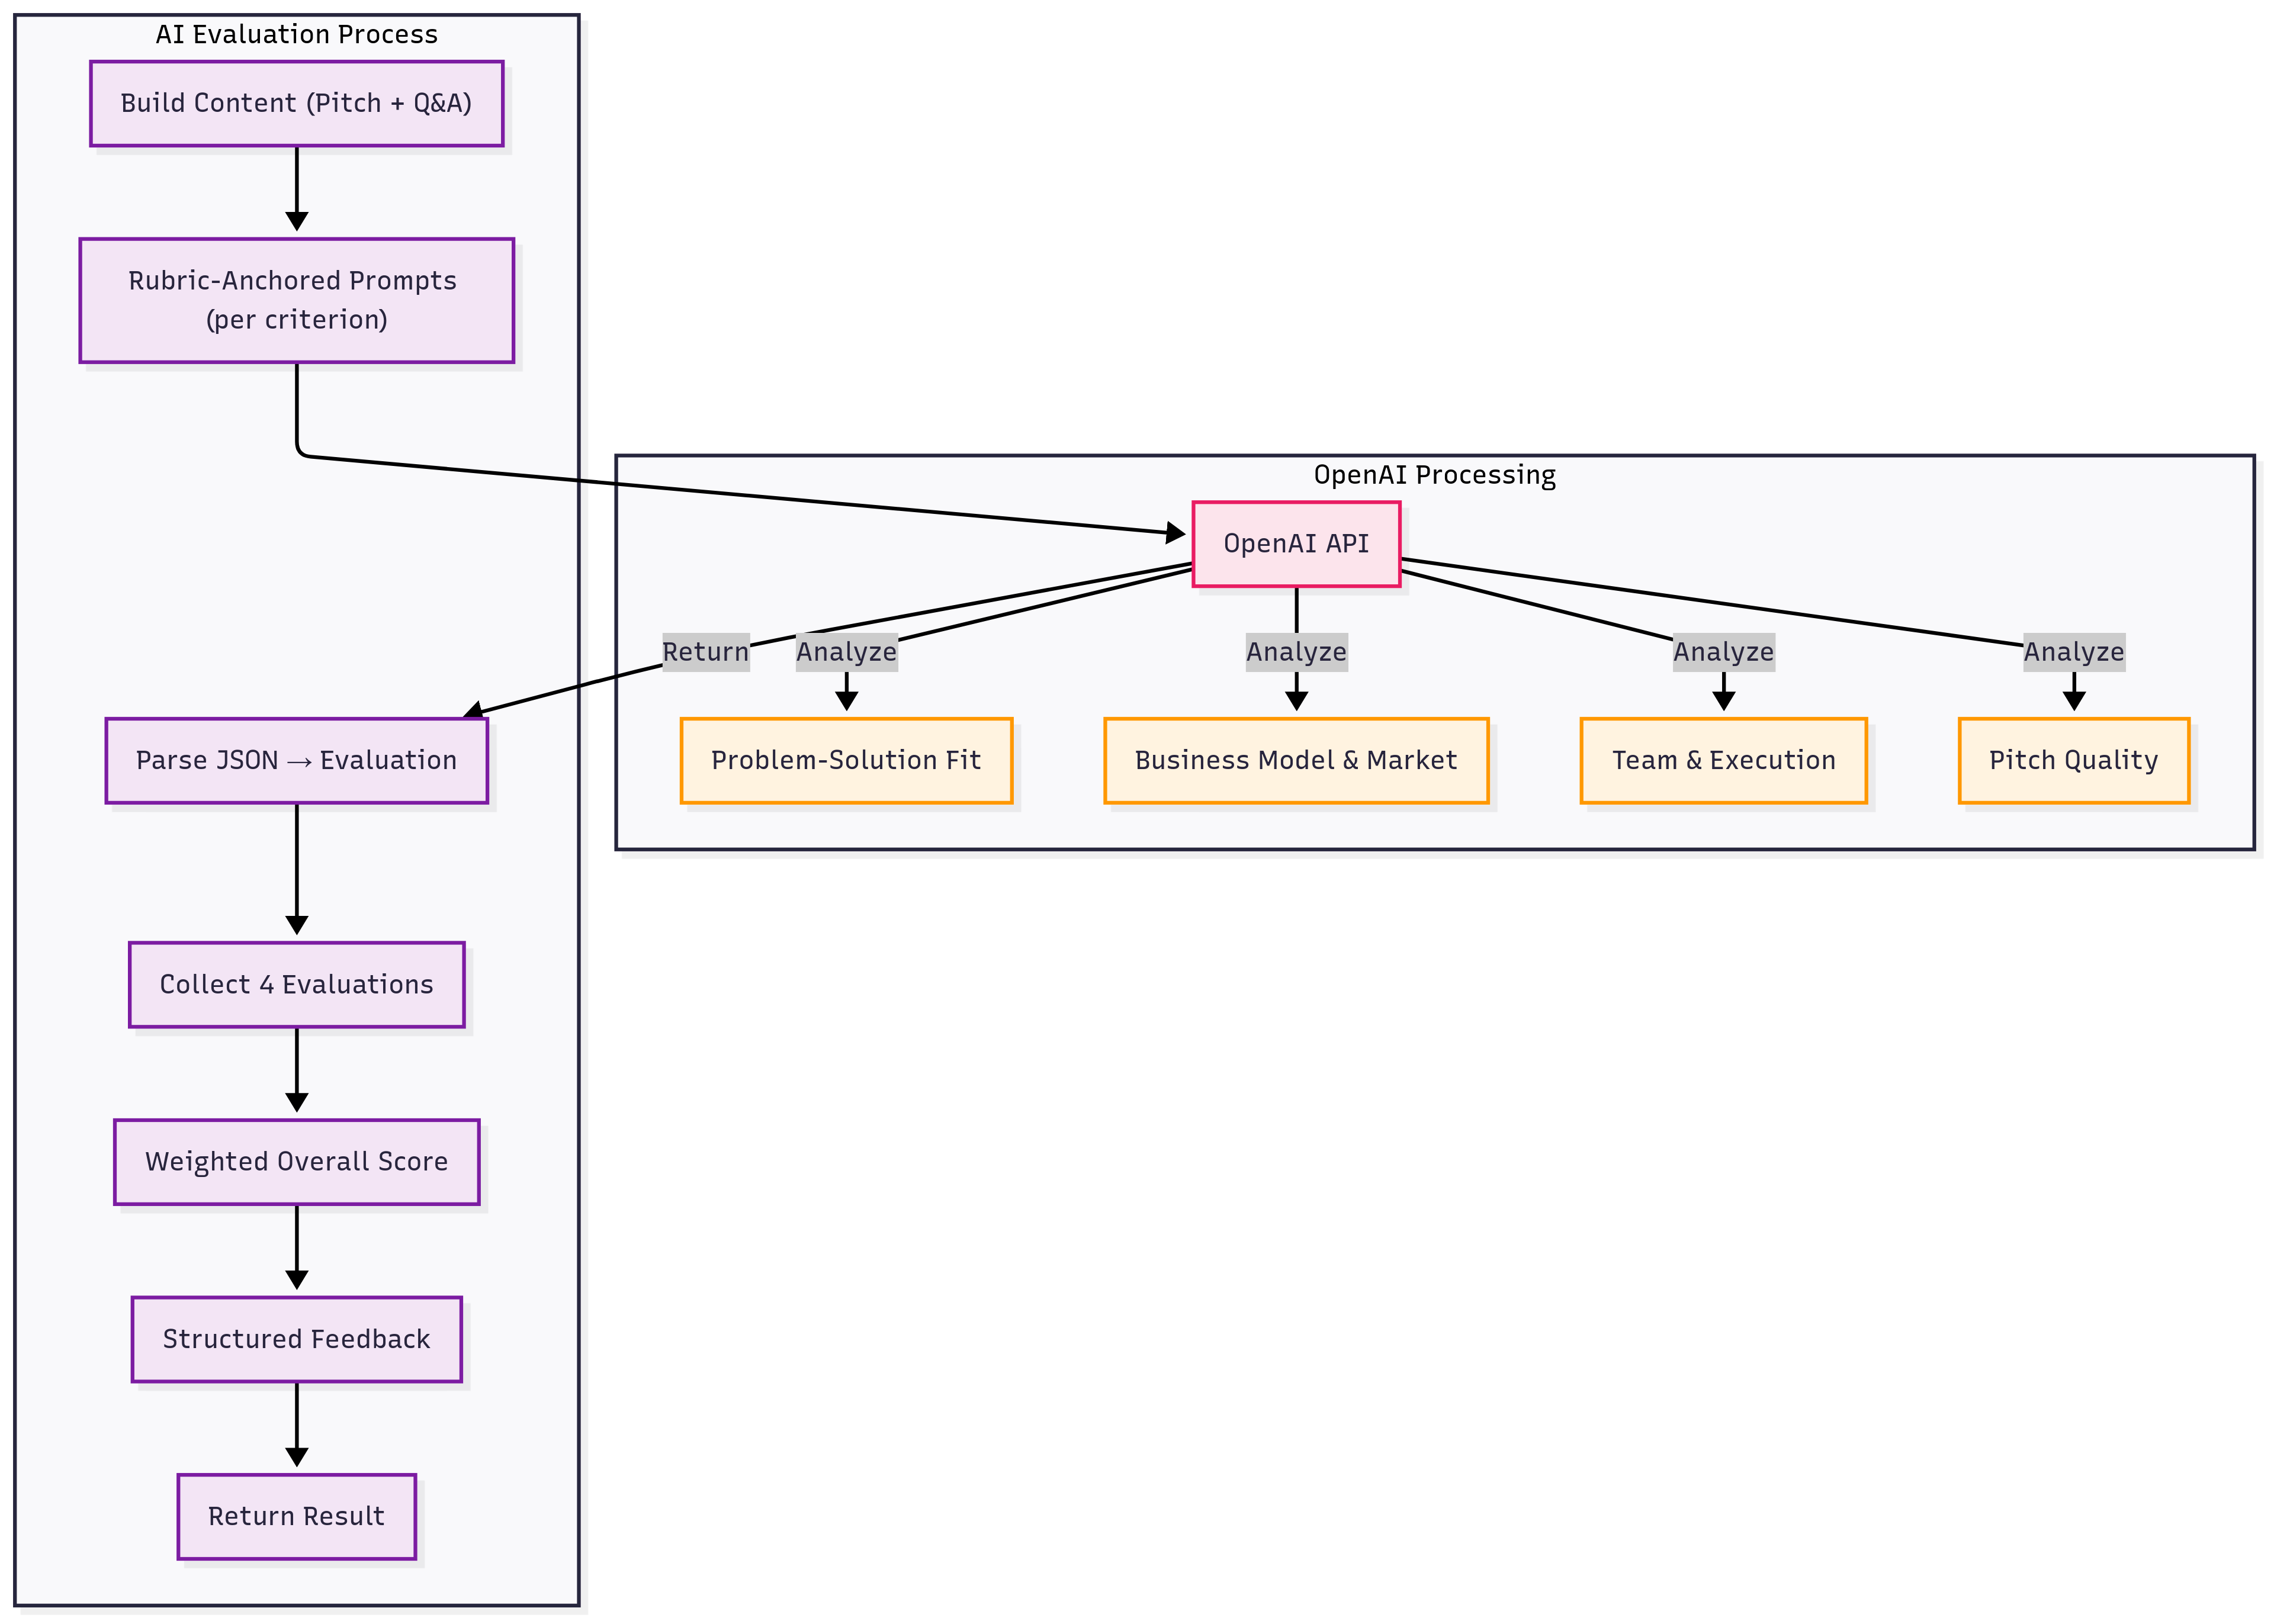 AI Evaluation Process
Build Content (Pitch + Q&A)
Rubric-Anchored Prompts
(per criterion)
OpenAI Processing
OpenAI API
Return
Analyze
Analyze
Analyze
Analyze
Parse JSON → Evaluation
Problem-Solution Fit
Business Model & Market
Team & Execution
Pitch Quality
Collect 4 Evaluations
Weighted Overall Score
Structured Feedback
Return Result